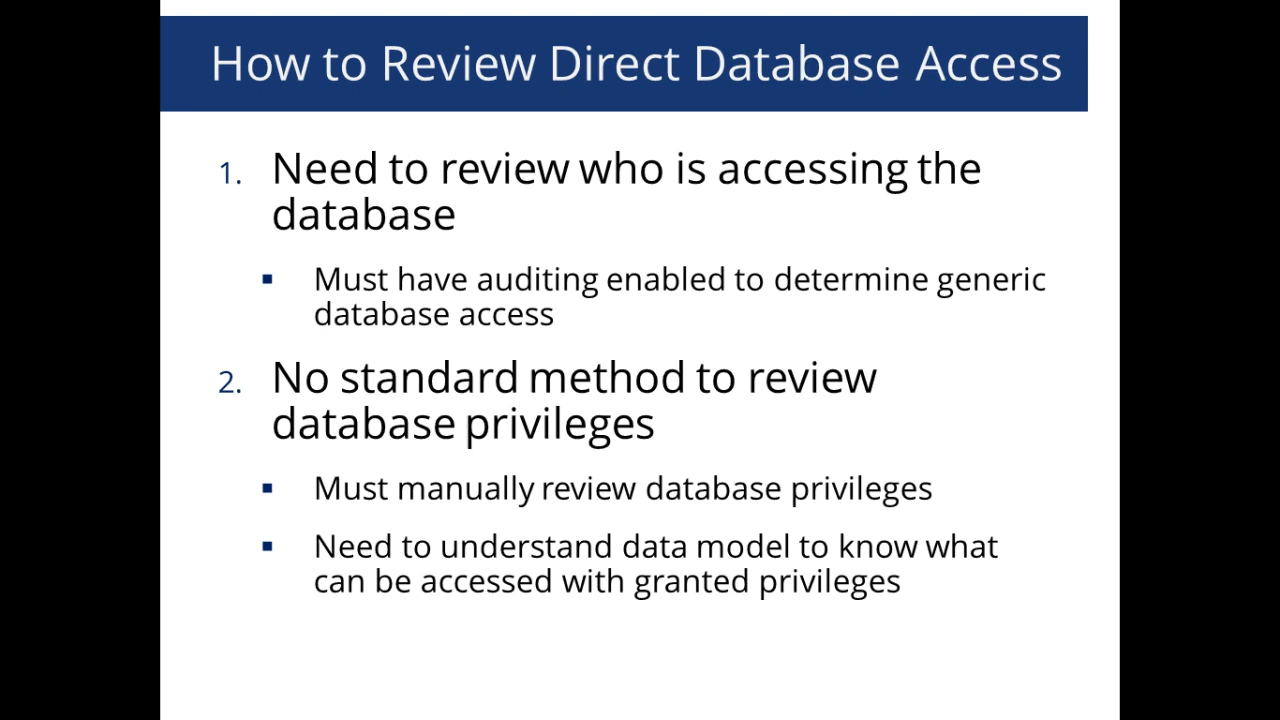 How to Review Direct Database Access
1. Need to review who is accessing the
database
▪ Must have auditing enabled to determine generic
database access
2. No standard method to review
database privileges
▪ Must manually review database privileges
▪ Need to understand data model to know what
can be accessed with granted privileges